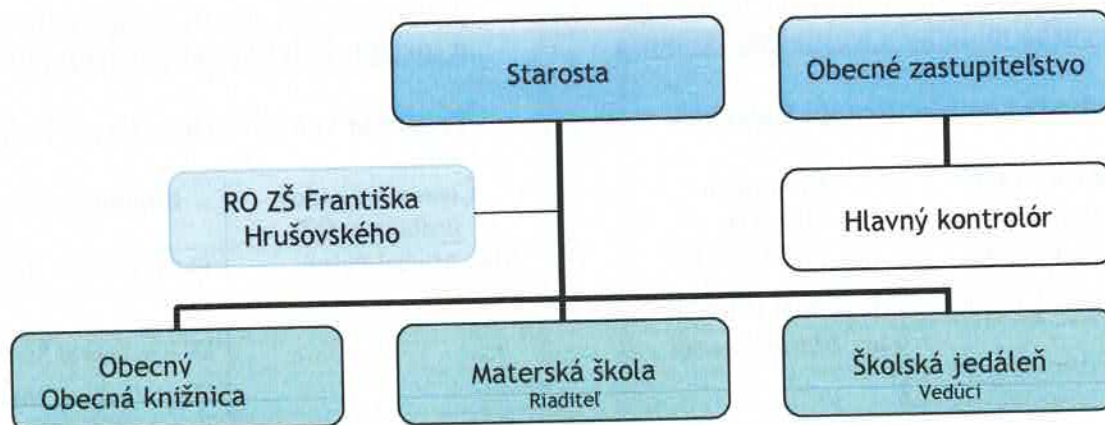 Starosta
Obecné zastupiteľstvo
RO ZŠ Františka
Hrušovského
Hlavný kontrolór
Obecný
Obecná knižnica
Materská škola
Riaditeľ
Školská jedáleň
Vedúci